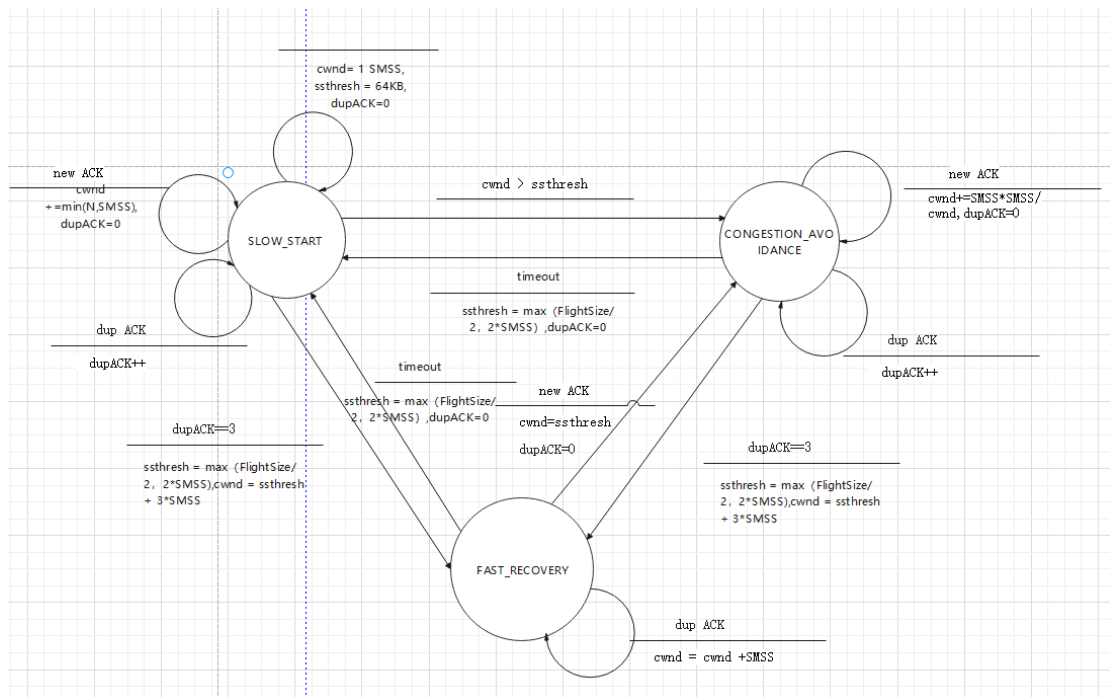 cwnd= 1 SMSS,
ssthresh = 64KB,
dupACK=0
new ACK
cwnd
+=min(N,SMSS),
dupACK=0
SLOW_START
dup ACK
dupACK++
cwnd > ssthresh
timeout
ssthresh = max (FlightSize/
2, 2*SMSS) ,dupACK=0
CONGESTION_AVO
IDANCE
new ACK
cwnd+=SMSS*SMSS/
cwnd,dupACK=0
dup ACK
dupACK++
timeout
ssthresh = max (FlightSize/
2, 2*SMSS) ,dupACK=0
new ACK
cwnd=ssthresh
dupACK=0
dupACK==3
ssthresh = max (FlightSize/
2, 2*SMSS),cwnd = ssthresh
+ 3*SMSS
dupACK==3
ssthresh = max (FlightSize/
2, 2*SMSS),cwnd = ssthresh
+ 3*SMSS
FAST_RECOVERY
dup ACK
cwnd = cwnd +SMSS